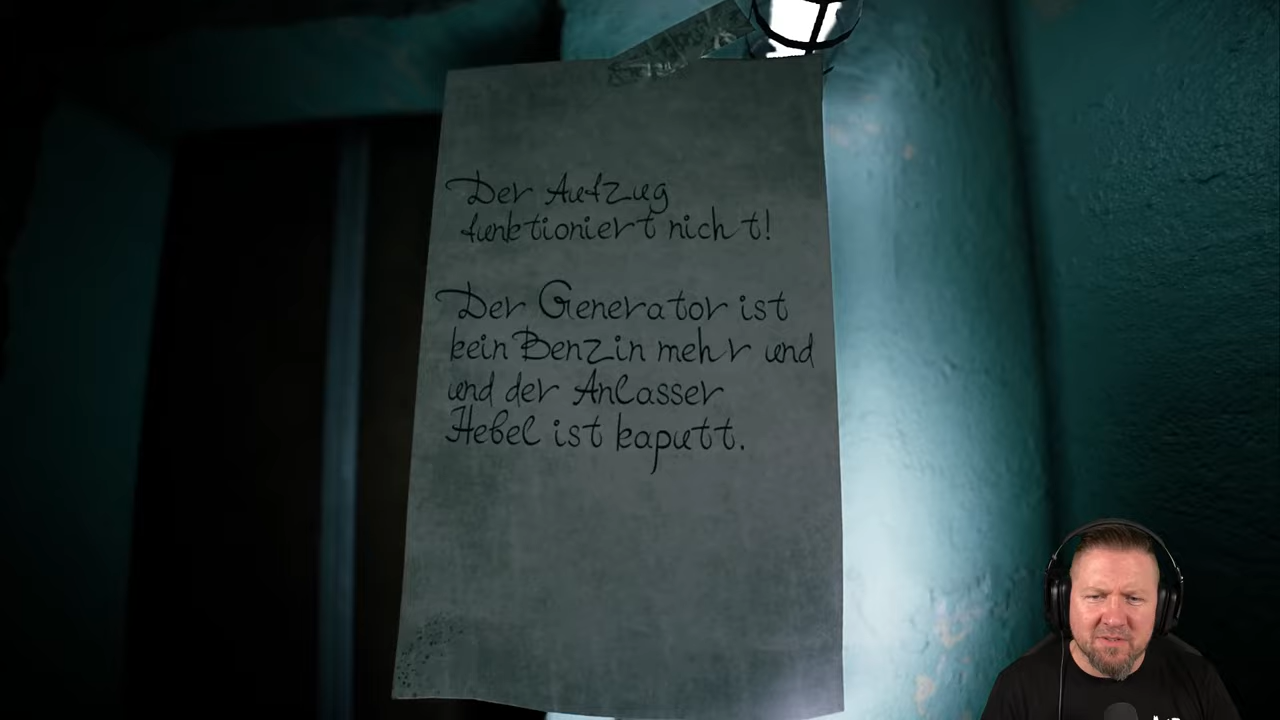 Der Aufzug
funktioniert nicht!
Der Generator ist
kein Benzin mehr und
und der Anlasser
Hebel ist kaputt.